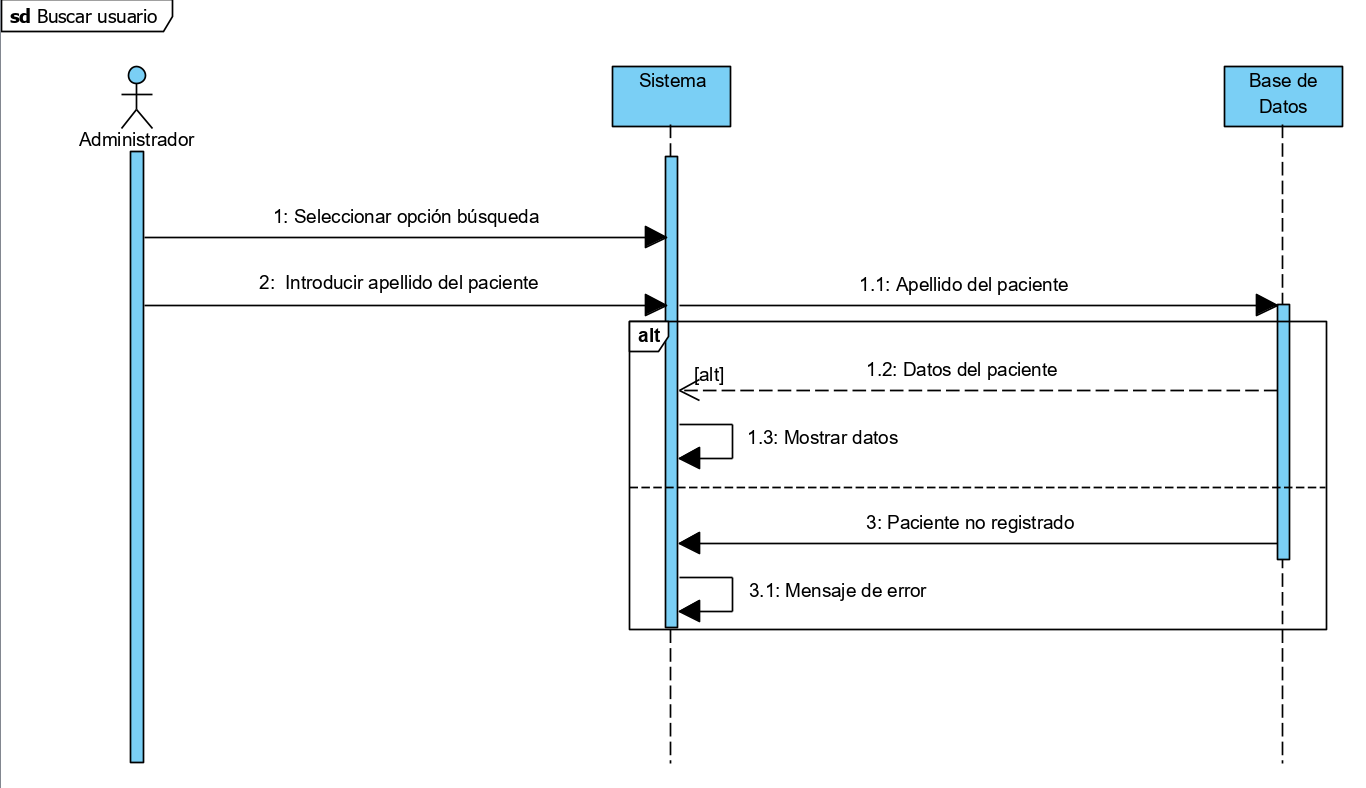 sd Buscar usuario
Sistema
Base de
Datos
Administrador
1: Seleccionar opción búsqueda
2:  Introducir apellido del paciente
1.1: Apellido del paciente
alt
[alt]
1.2: Datos del paciente
1.3: Mostrar datos
3: Paciente no registrado
3.1: Mensaje de error